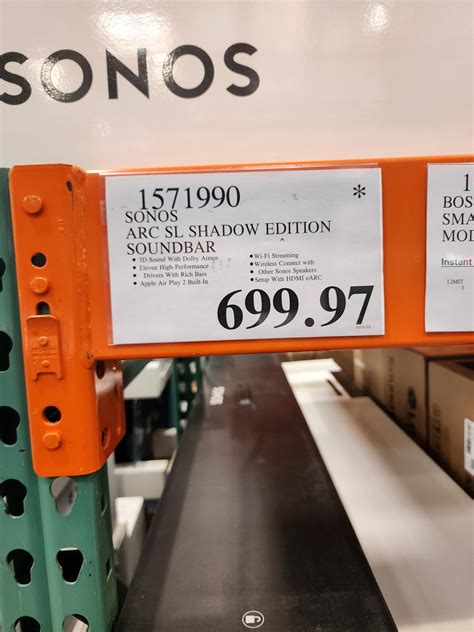 SONOS
1571990 *
SONOS
ARC SL SHADOW EDITION
SOUNDBAR
• 3D Sound With Dolby Atmos
• Eleven High-Performance
Drivers With Rich Bass
• Apple Air Play 2 Built-In
• Wi-Fi Streaming
• Wireless Connect with
Other Sonos Speakers
• Setup With HDMI eARC
699.97
1
BOS
SMA
MOD
Instant
LIMIT
SONOS